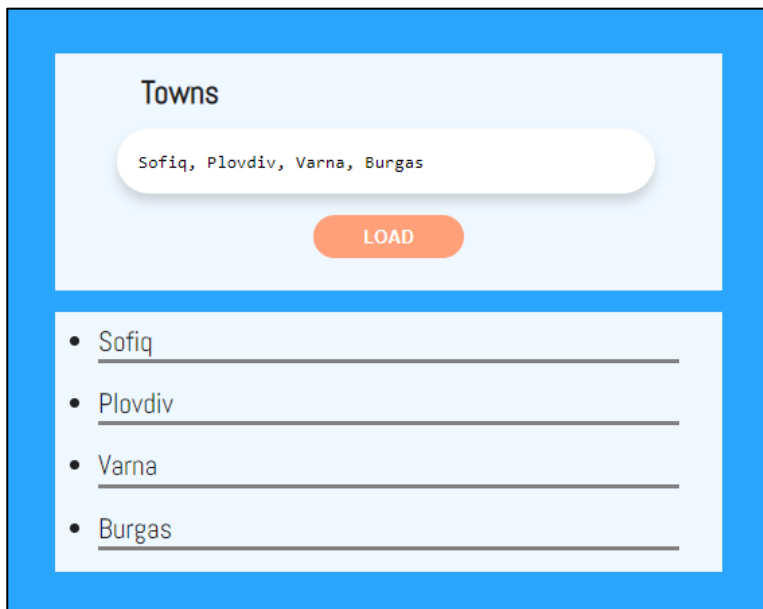 Towns
Sofiq, Plovdiv, Varna, Burgas
LOAD
Sofiq
Plovdiv
Varna
Burgas